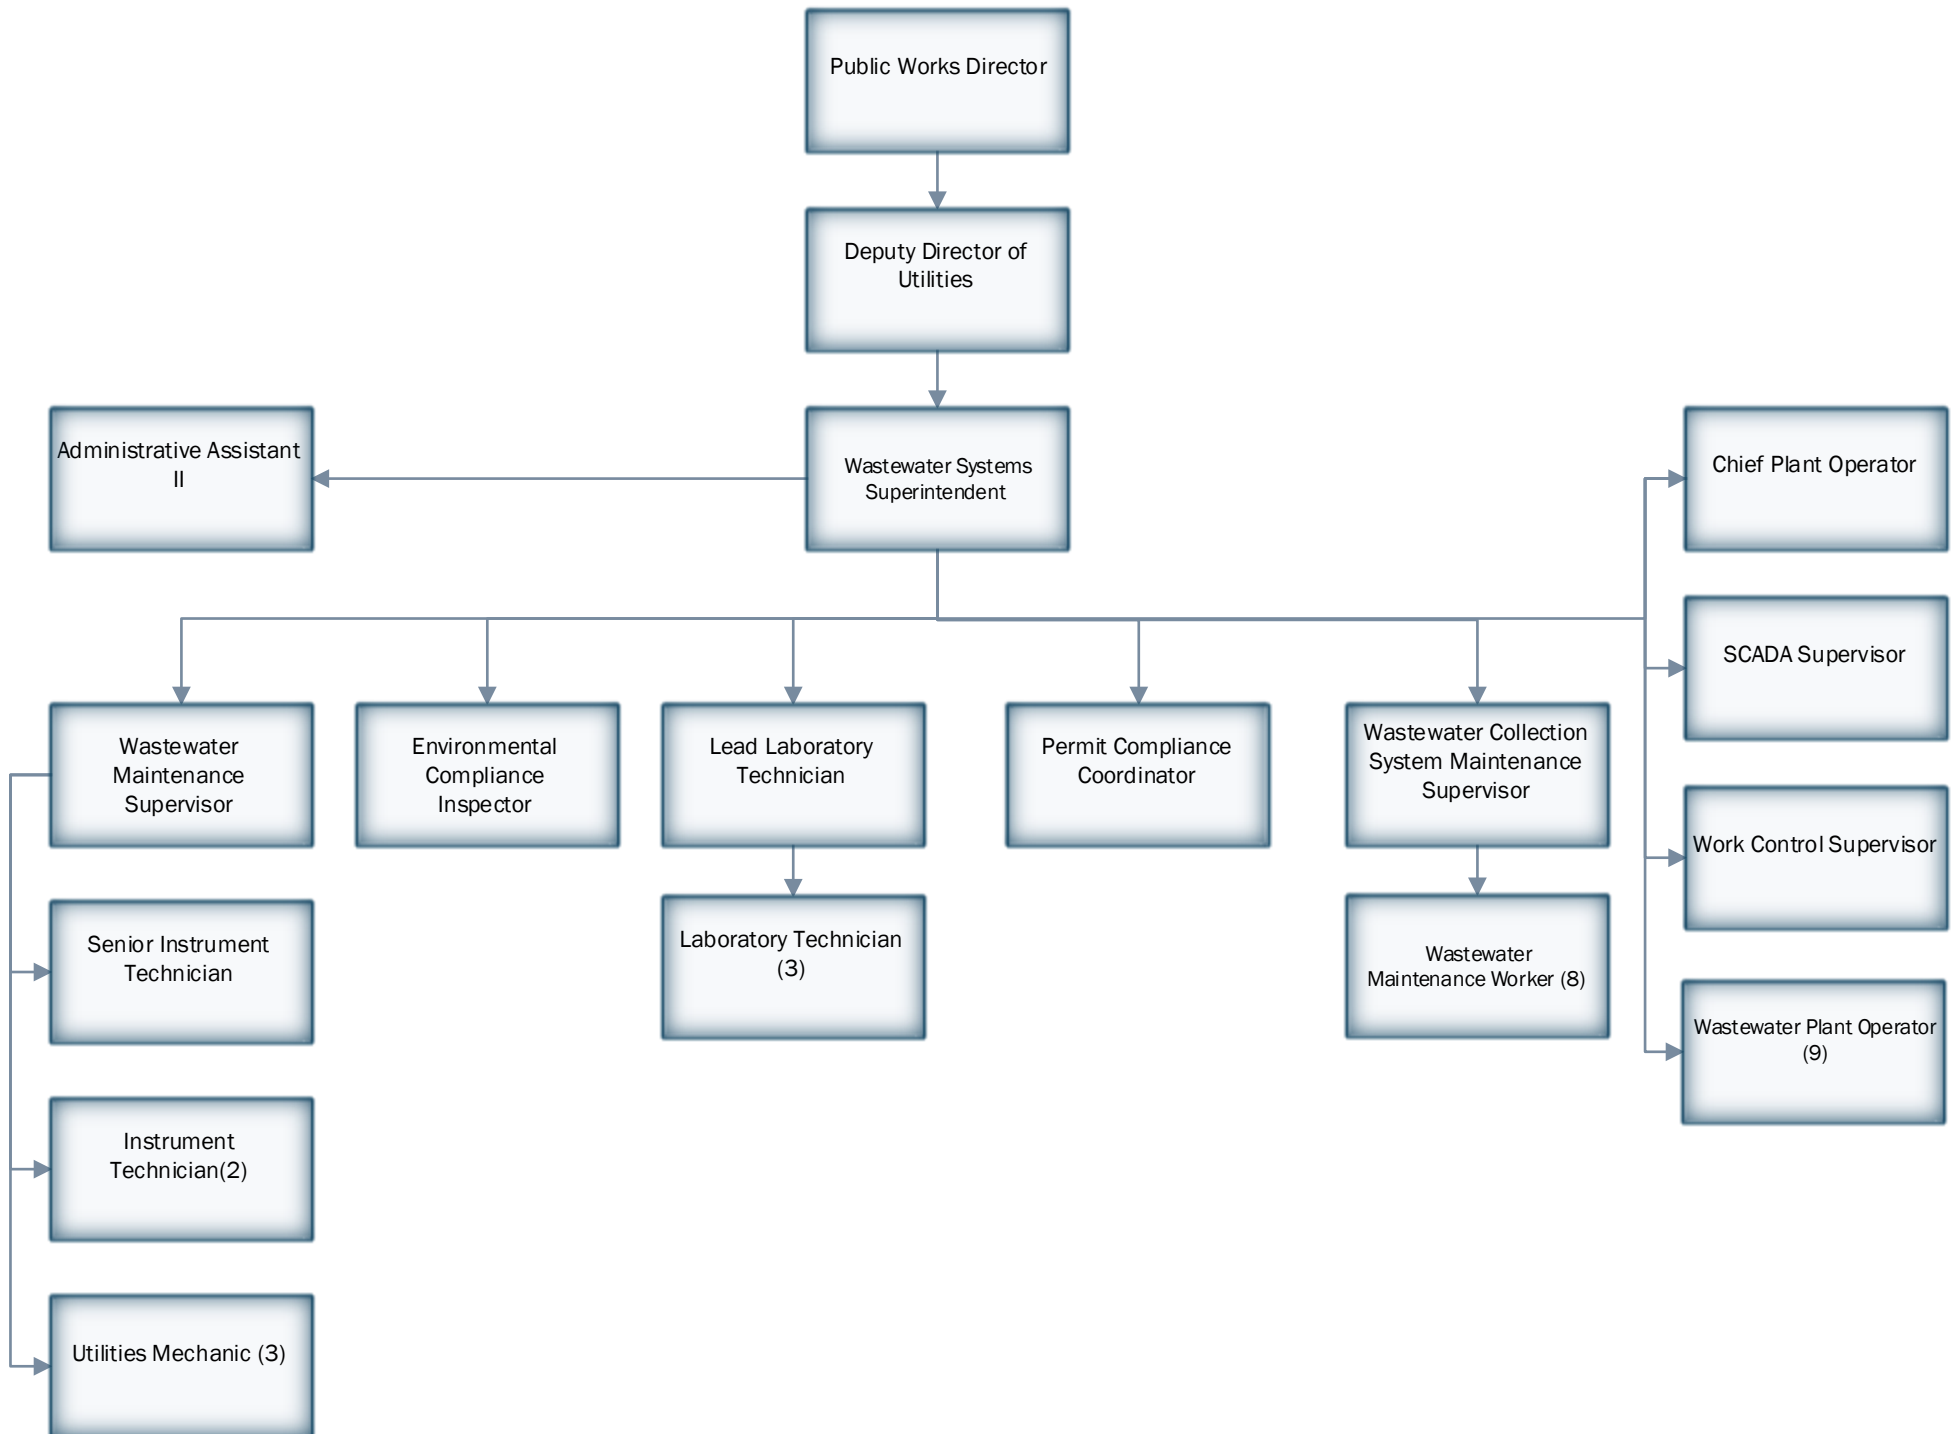 Public Works Director
Deputy Director of
Utilities
Administrative Assistant
II
Wastewater Systems
Superintendent
Chief Plant Operator
SCADA Supervisor
Wastewater
Maintenance
Supervisor
Environmental
Compliance
Inspector
Lead Laboratory
Technician
Permit Compliance
Coordinator
Wastewater Collection
System Maintenance
Supervisor
Work Control Supervisor
Senior Instrument
Technician
Laboratory Technician
(3)
Wastewater
Maintenance Worker (8)
Wastewater Plant Operator
(9)
Instrument
Technician(2)
Utilities Mechanic (3)